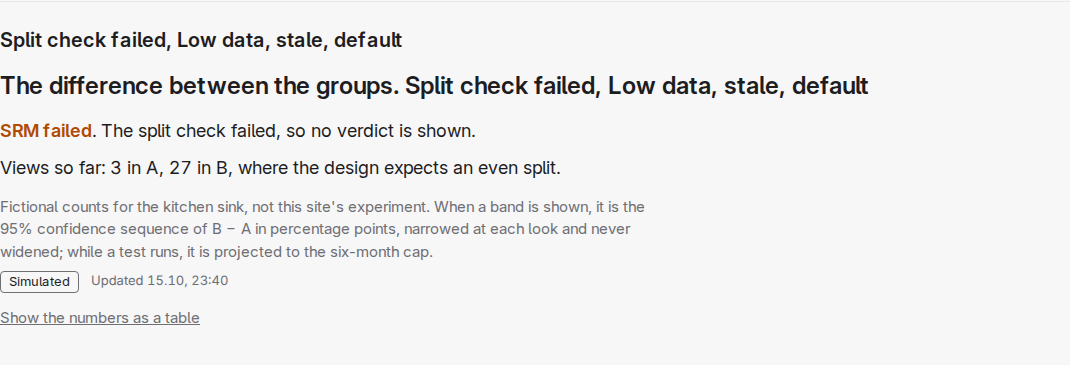 Split check failed, Low data, stale, default
The difference between the groups. Split check failed, Low data, stale, default
SRM failed. The split check failed, so no verdict is shown.
Views so far: 3 in A, 27 in B, where the design expects an even split.
Fictional counts for the kitchen sink, not this site's experiment. When a band is shown, it is the
95% confidence sequence of B − A in percentage points, narrowed at each look and never
widened; while a test runs, it is projected to the six-month cap.
Simulated Updated 15.10, 23:40
Show the numbers as a table